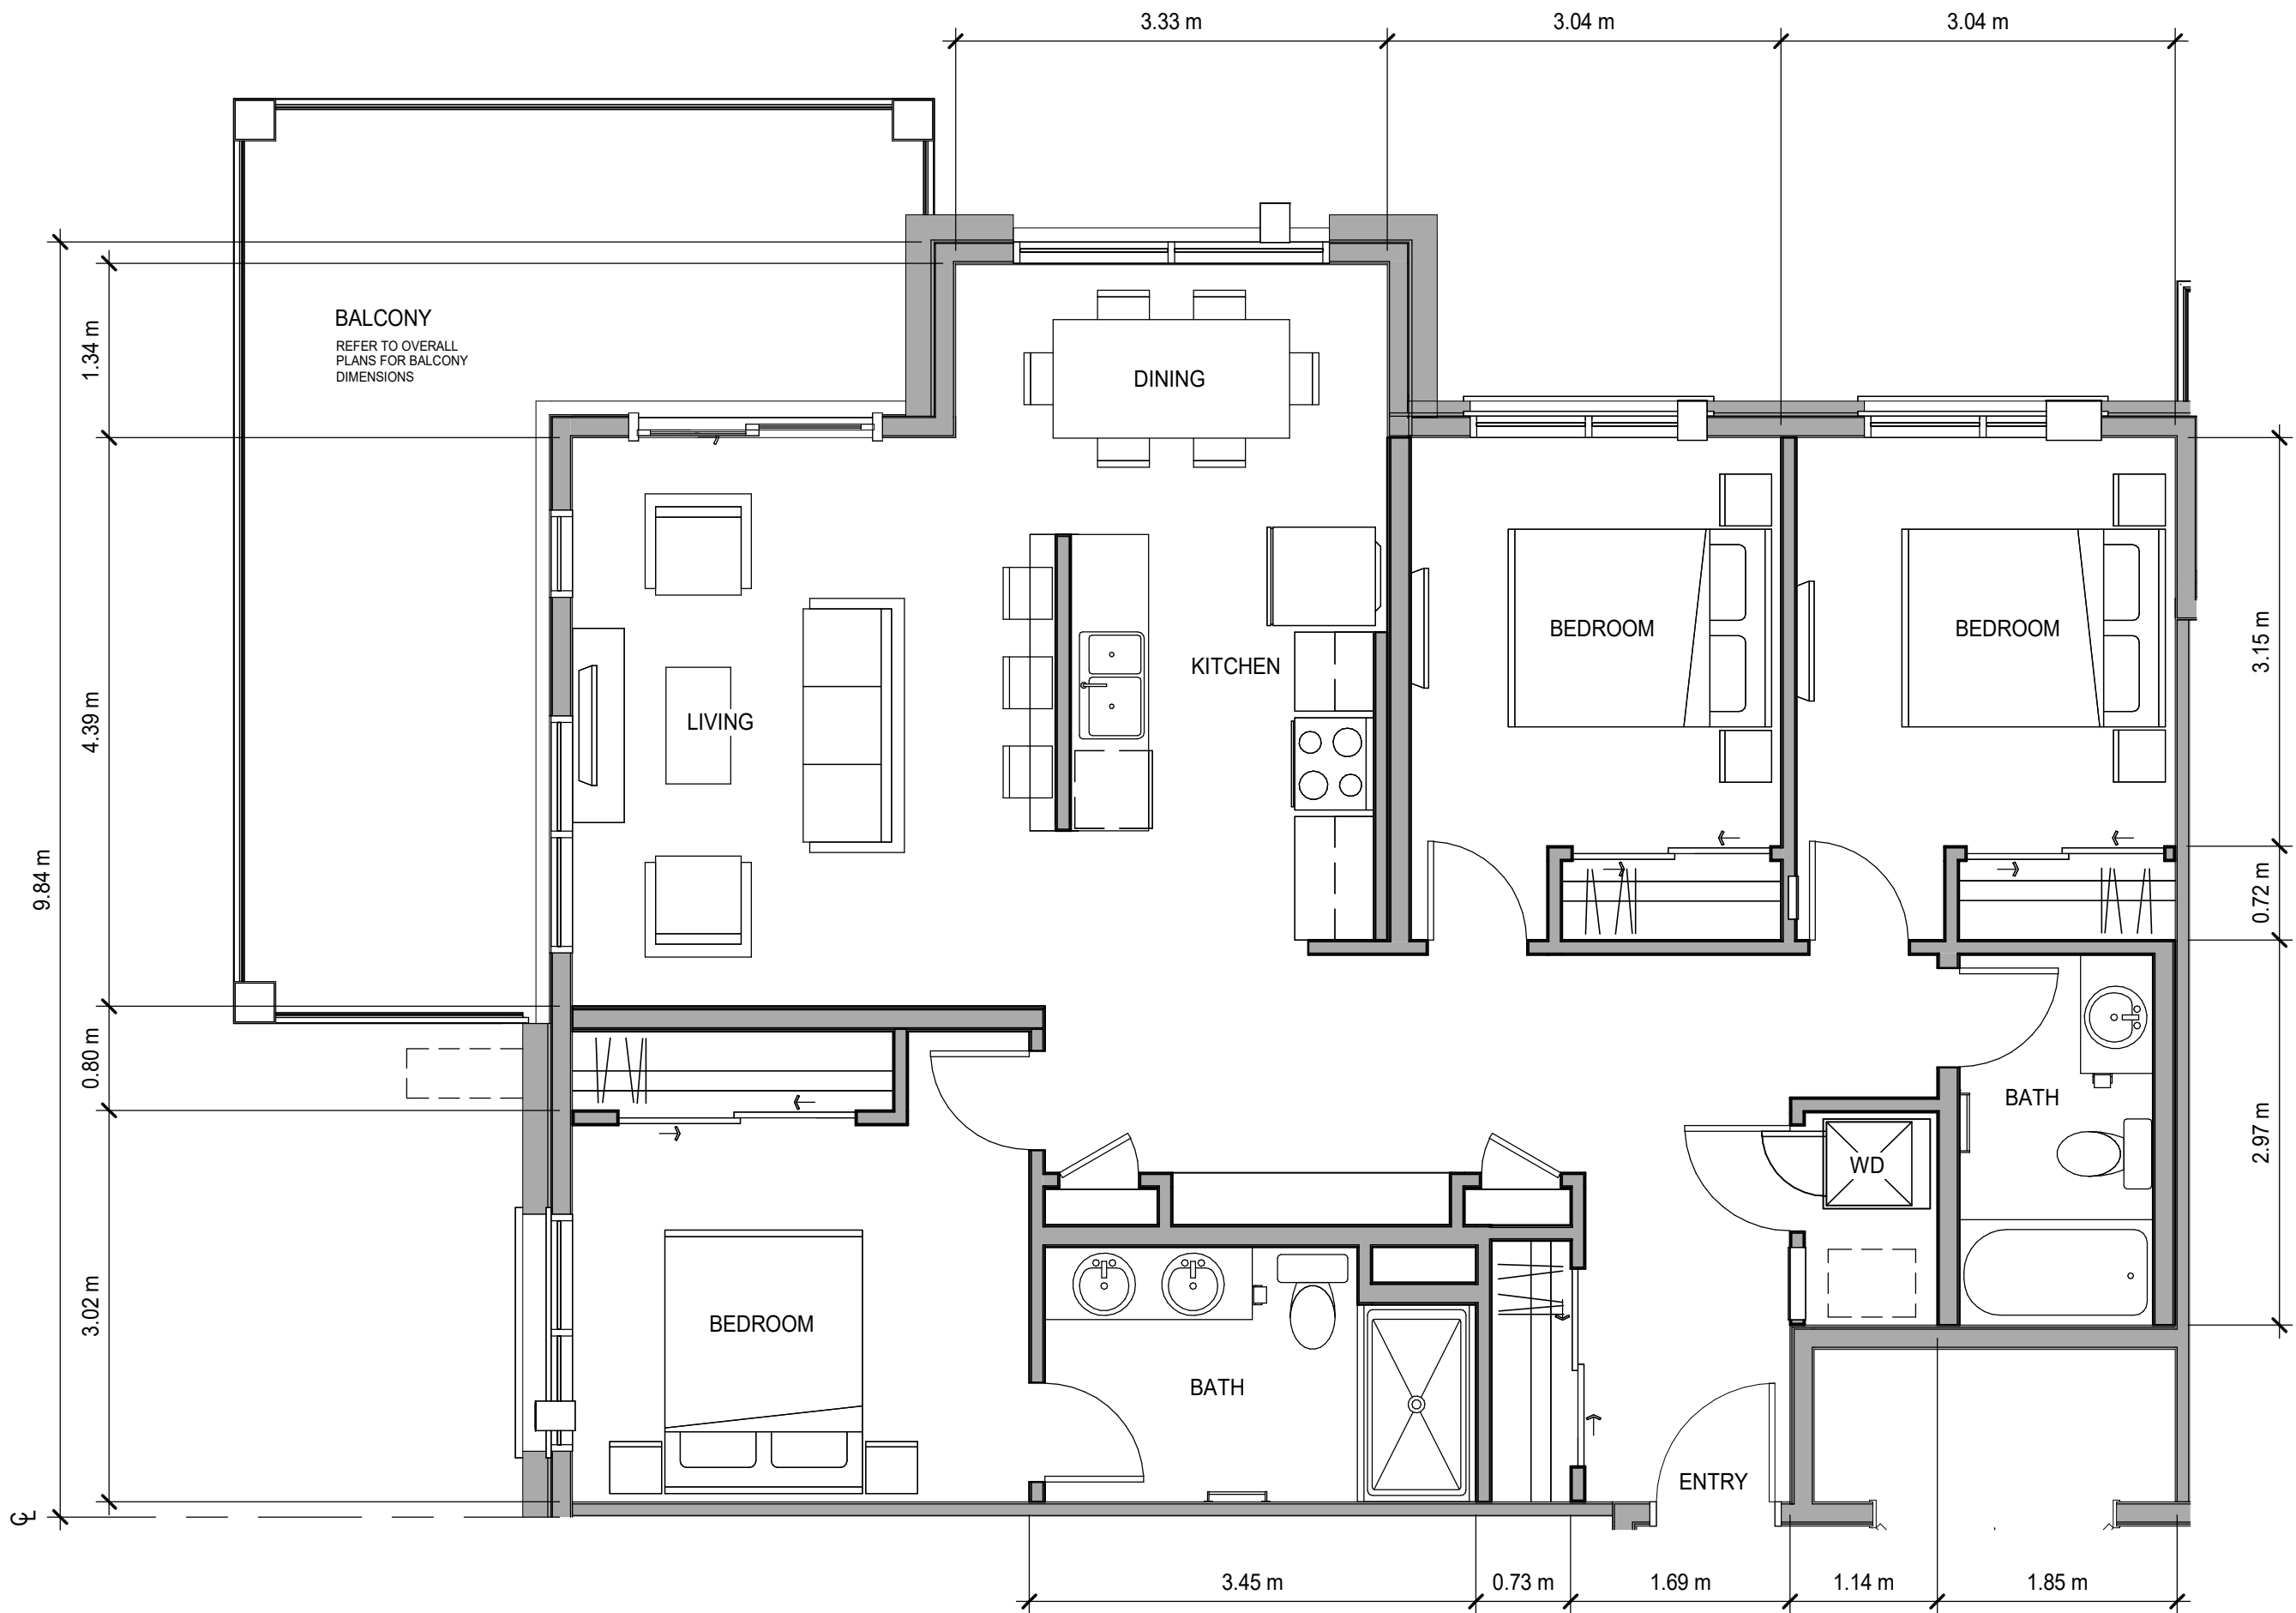 3.33 m
3.04 m
3.04 m
BALCONY
REFER TO OVERALL
PLANS FOR BALCONY
DIMENSIONS
1.34 m
DINING
BEDROOM
BEDROOM
3.15 m
KITCHEN
LIVING
4.39 m
9.84 m
0.72 m
0.80 m
BATH
2.97 m
WD
3.02 m
BEDROOM
BATH
ENTRY
℄
3.45 m
0.73 m
1.69 m
1.14 m
1.85 m